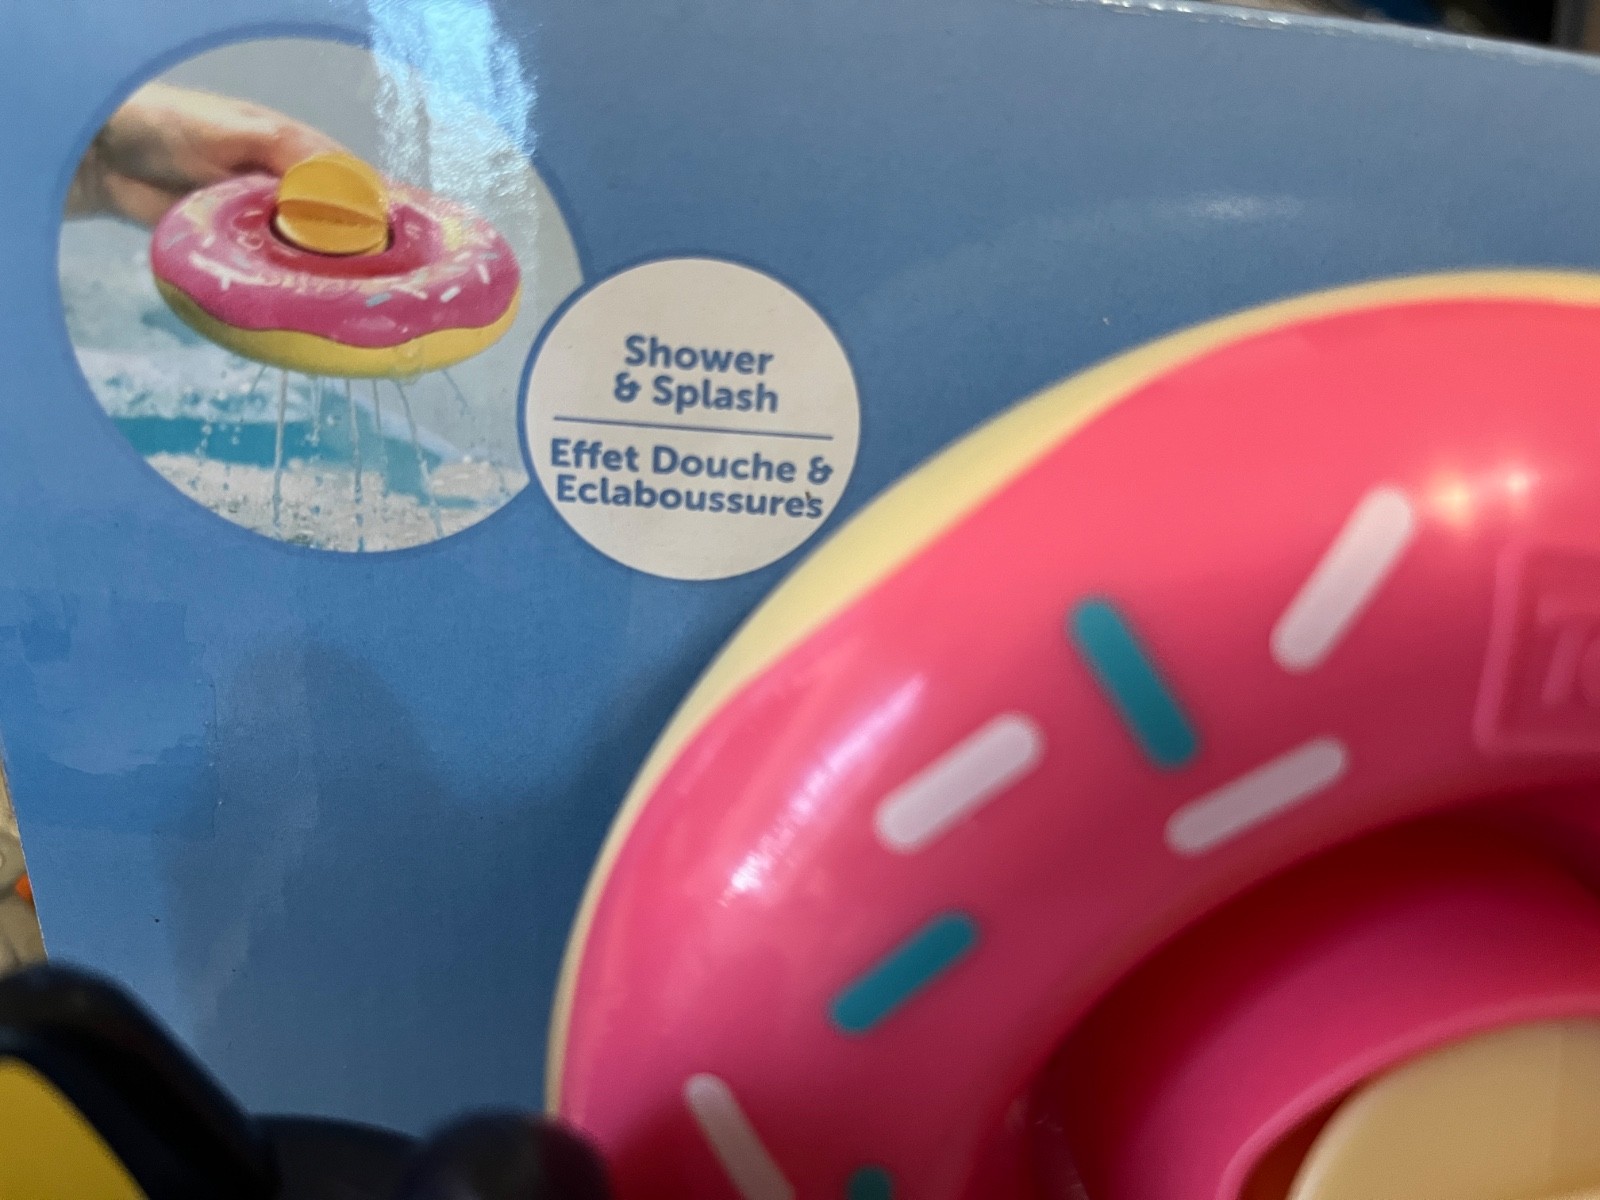 Shower
& Splash
Effet Douche &
Eclaboussures